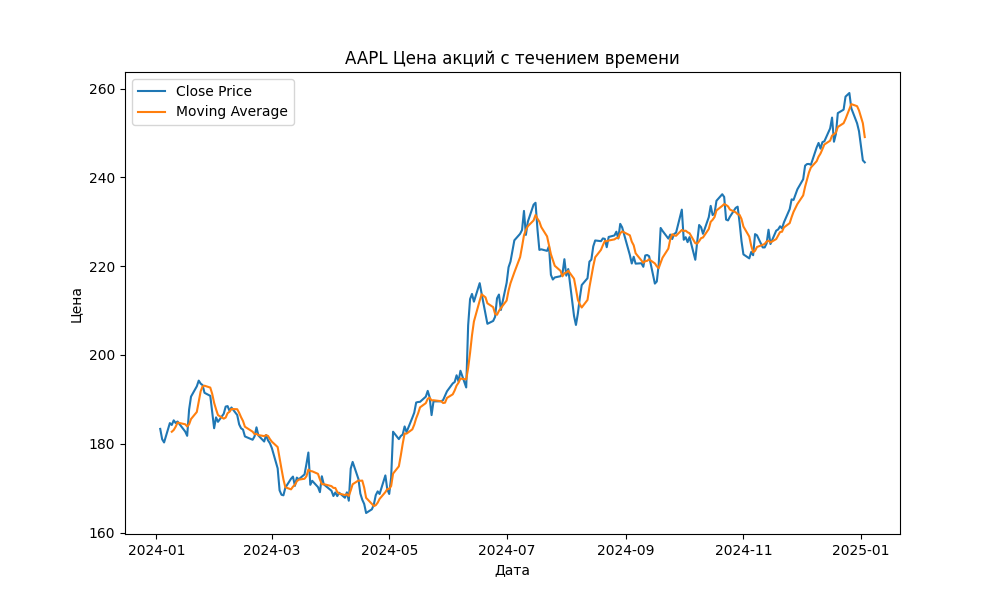 AAPL Цена акций с течением времени
Close Price
Moving Average
260
240
220
200
180
160
Цена
2024-01
2024-03
2024-05
2024-07
2024-09
2024-11
2025-01
Дата